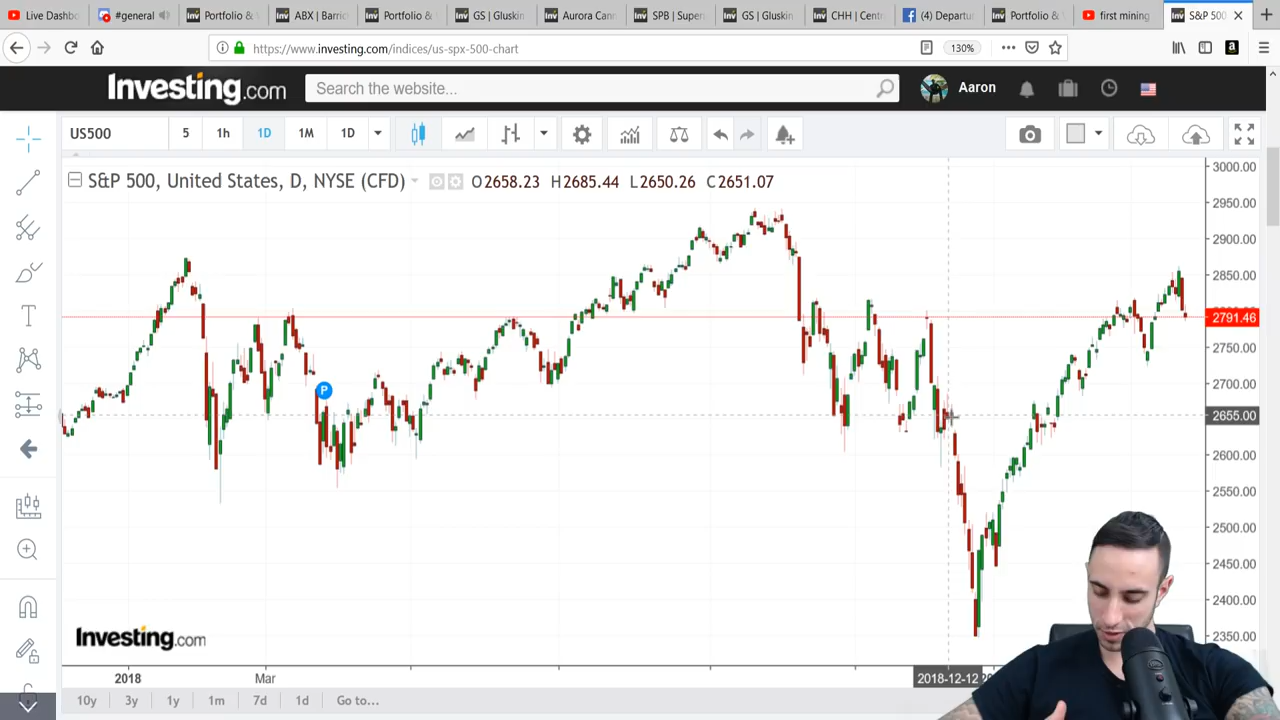 Live Dashb
#general
Portfolio &
ABX | Barric
Portfolio &
GS | Gluskin
Aurora Cann
SPB | Super
GS | Gluskin
CHH | Centr
(4) Departur
Portfolio &
first mining
S&P 500
https://www.investing.com/indices/us-spx-500-chart
130%
Investing.com
Search the website...
Aaron
US500
5
1h
1D
1M
1D
S&P 500, United States, D, NYSE (CFD)
O2658.23 H2685.44 L2650.26 C2651.07
3000.00
2950.00
2900.00
2850.00
2791.46
2750.00
2700.00
2655.00
2600.00
2550.00
2500.00
2450.00
2400.00
2350.00
P
T
Investing.com
2018
Mar
2018-12-12
10y
3y
1y
1m
7d
1d
Go to...